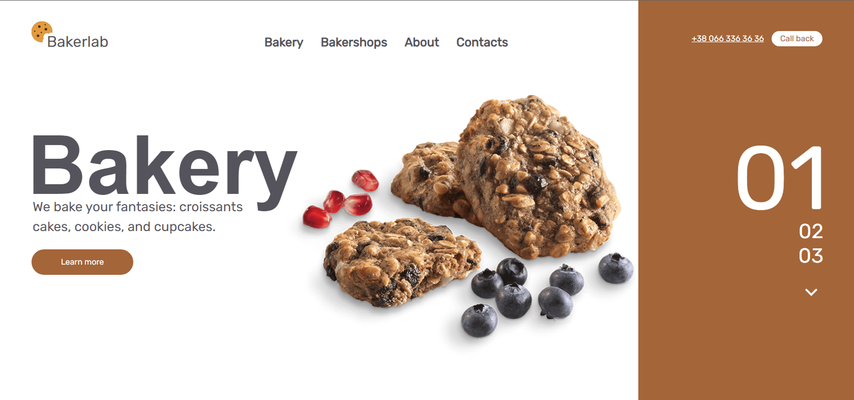 Bakerlab
Bakery Bakershops About Contacts
+38 066 336 36 36 Call back
Bakery
We bake your fantasies: croissants
cakes, cookies, and cupcakes.
Learn more
01
02
03